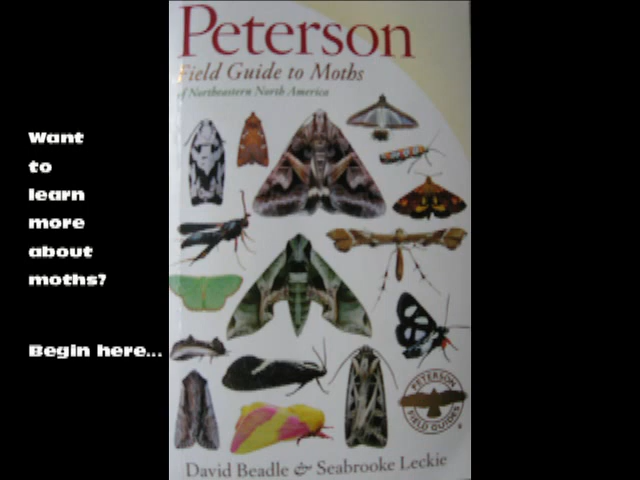 Want
to
learn
more
about
moths?
Begin here...
Peterson
Field Guide to Moths
of Northeastern North America
PETERSON
FIELD GUIDES
David Beadle & Seabrooke Leckie